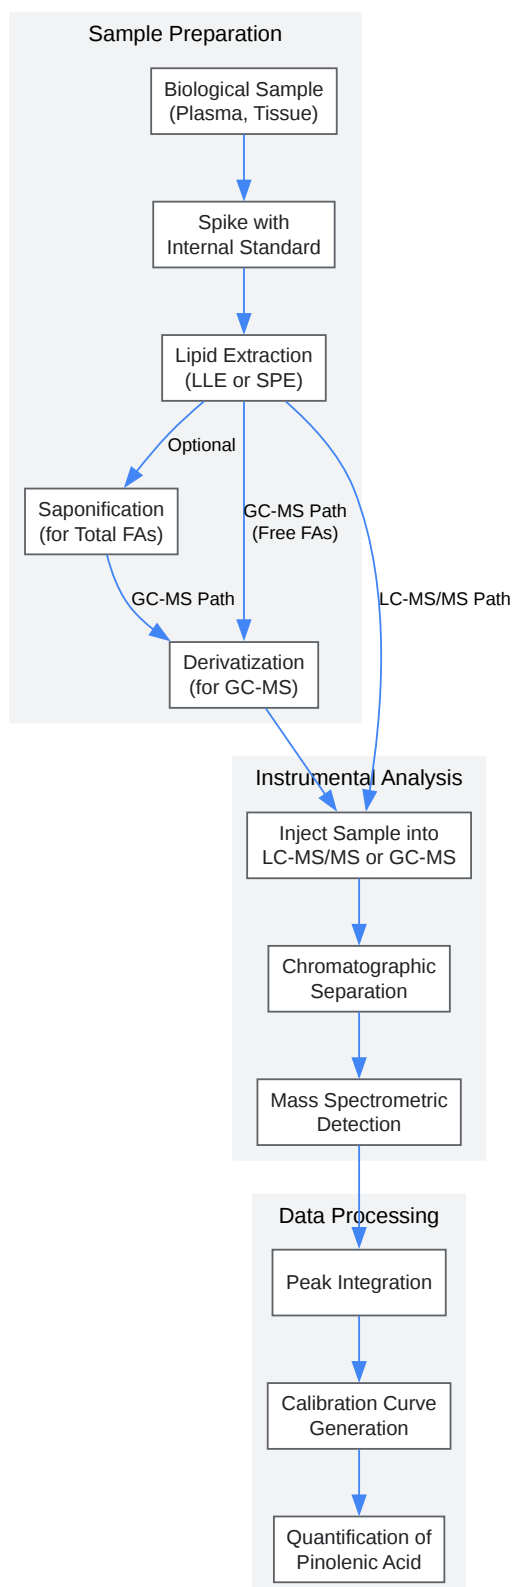 Sample Preparation
Biological Sample
(Plasma, Tissue)
Spike with
Internal Standard
Lipid Extraction
(LLE or SPE)
Optional
Saponification
(for Total FAs)
GC-MS Path
(Free FAs)
GC-MS Path
LC-MS/MS Path
Derivatization
(for GC-MS)
Instrumental Analysis
Inject Sample into
LC-MS/MS or GC-MS
Chromatographic
Separation
Mass Spectrometric
Detection
Data Processing
Peak Integration
Calibration Curve
Generation
Quantification of
Pinolenic Acid